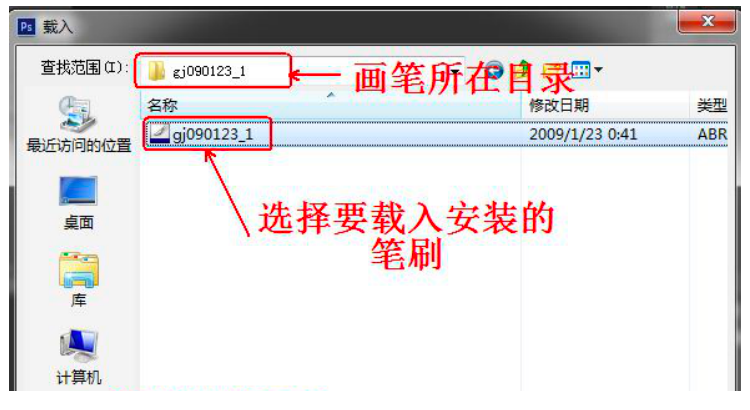 Ps 载入
查找范围(I): gj090123_1 画笔所在目录
名称 修改日期 类型
gj090123_1 2009/1/23 0:41 ABR
最近访问的位置
选择要载入安装的
笔刷
桌面
库
计算机